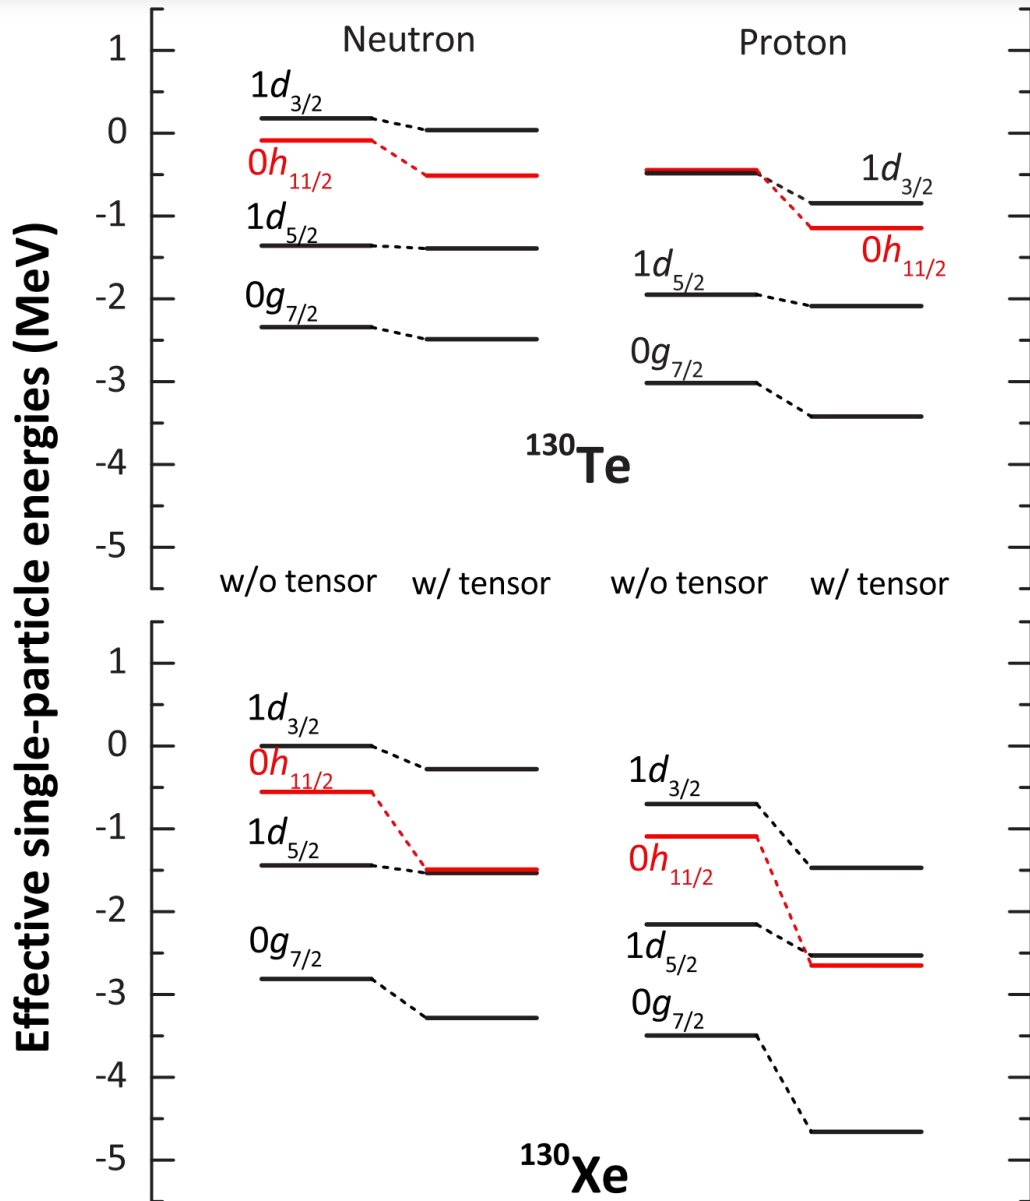 Effective single-particle energies (MeV)
Neutron
Proton
1
0
-1
-2
-3
-4
-5
1d3/2
0h11/2
1d5/2
0g7/2
1d3/2
0h11/2
1d5/2
0g7/2
130Te
w/o tensor
w/ tensor
w/o tensor
w/ tensor
1
0
-1
-2
-3
-4
-5
1d3/2
0h11/2
1d5/2
0g7/2
1d3/2
0h11/2
1d5/2
0g7/2
130Xe